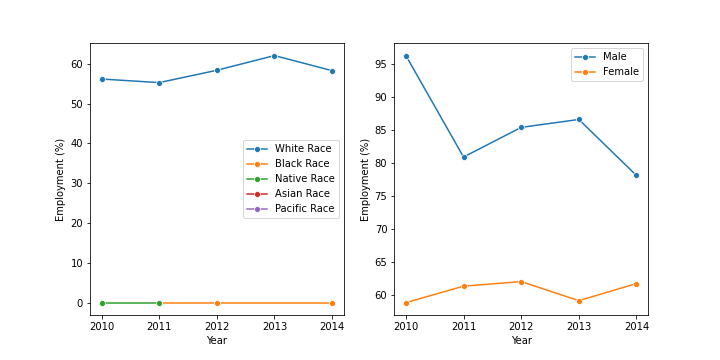 60
50
40
30
20
10
0
Employment (%)
2010 2011 2012 2013 2014
Year
White Race
Black Race
Native Race
Asian Race
Pacific Race
95
90
85
80
75
70
65
60
Employment (%)
2010 2011 2012 2013 2014
Year
Male
Female